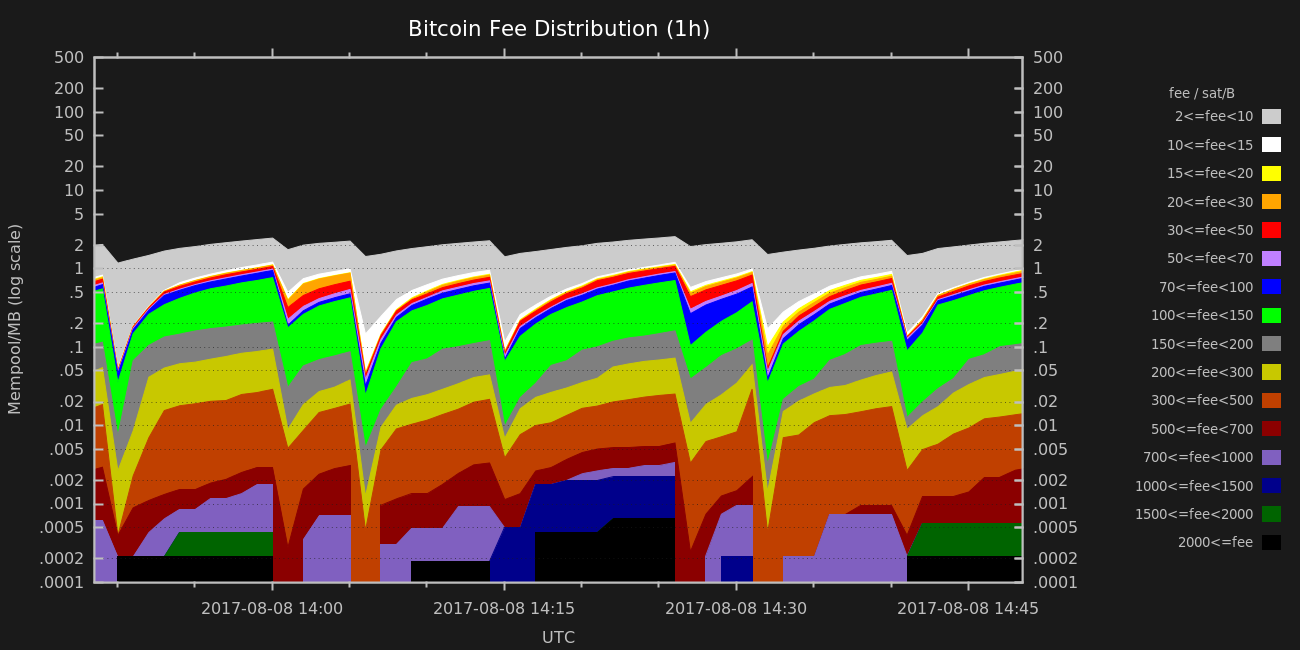 Bitcoin Fee Distribution (1h)
Mempool/MB (log scale)
500
200
100
50
20
10
5
2
1
.5
.2
.1
.05
.02
.01
.005
.002
.001
.0005
.0002
.0001
500
200
100
50
20
10
5
2
1
.5
.2
.1
.05
.02
.01
.005
.002
.001
.0005
.0002
.0001
2017-08-08 14:00
2017-08-08 14:15
2017-08-08 14:30
2017-08-08 14:45
UTC
fee / sat/B
2<=fee<10
10<=fee<15
15<=fee<20
20<=fee<30
30<=fee<50
50<=fee<70
70<=fee<100
100<=fee<150
150<=fee<200
200<=fee<300
300<=fee<500
500<=fee<700
700<=fee<1000
1000<=fee<1500
1500<=fee<2000
2000<=fee